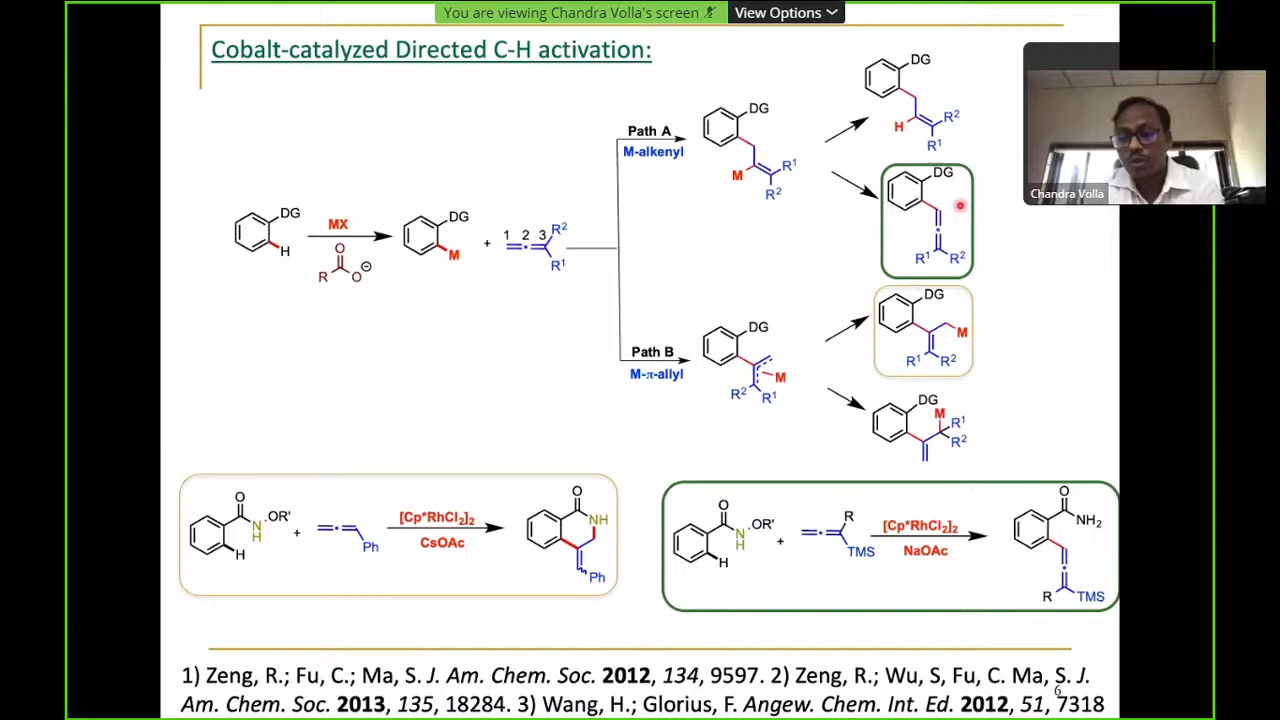 You are viewing Chandra Volla's screen
View Options
Cobalt-catalyzed Directed C-H activation:
Chandra Volla
DG
H
MX
R
O
O
⊖
DG
M
+
1 2 3
R2
R1
Path A
M-alkenyl
DG
M
R1
R2
DG
H
R2
R1
DG
R1 R2
Path B
M-π-allyl
DG
M
R2 R1
DG
M
R1 R2
DG
M
R1
R2
O
N
H
OR'
H
+
Ph
[Cp*RhCl2]2
CsOAc
O
NH
Ph
O
N
H
OR'
H
+
R
TMS
[Cp*RhCl2]2
NaOAc
O
NH2
R
TMS
1) Zeng, R.; Fu, C.; Ma, S. J. Am. Chem. Soc. 2012, 134, 9597. 2) Zeng, R.; Wu, S, Fu, C. Ma, S. J.
Am. Chem. Soc. 2013, 135, 18284. 3) Wang, H.; Glorius, F. Angew. Chem. Int. Ed. 2012, 51, 7318
6